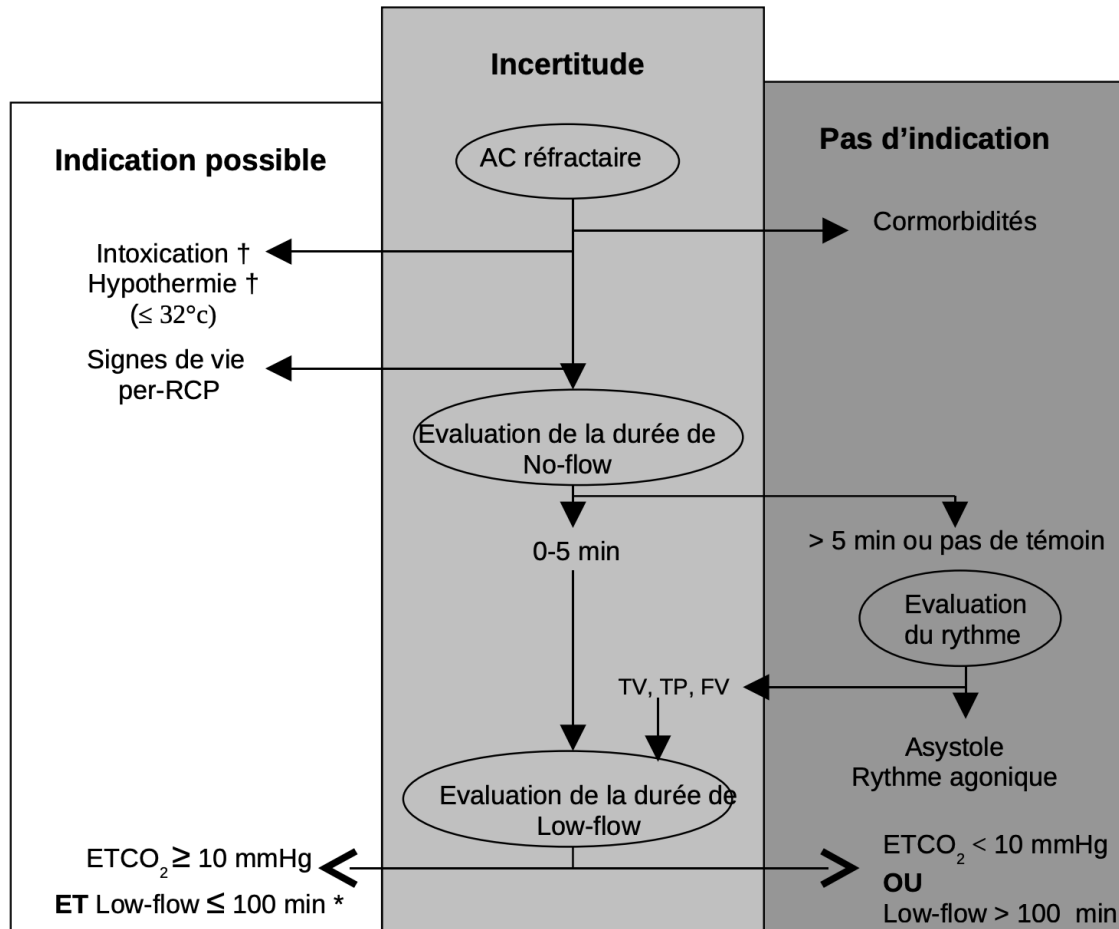 Incertitude
Indication possible
Pas d’indication
AC réfractaire
Cormorbidités
Intoxication †
Hypothermie †
(≤ 32°c)
Signes de vie
per-RCP
Evaluation de la durée de
No-flow
0-5 min
> 5 min ou pas de témoin
Evaluation
du rythme
TV, TP, FV
Asystole
Rythme agonique
Evaluation de la durée de
Low-flow
ETCO2 ≥ 10 mmHg
ET Low-flow ≤ 100 min *
ETCO2 < 10 mmHg
OU
Low-flow > 100 min